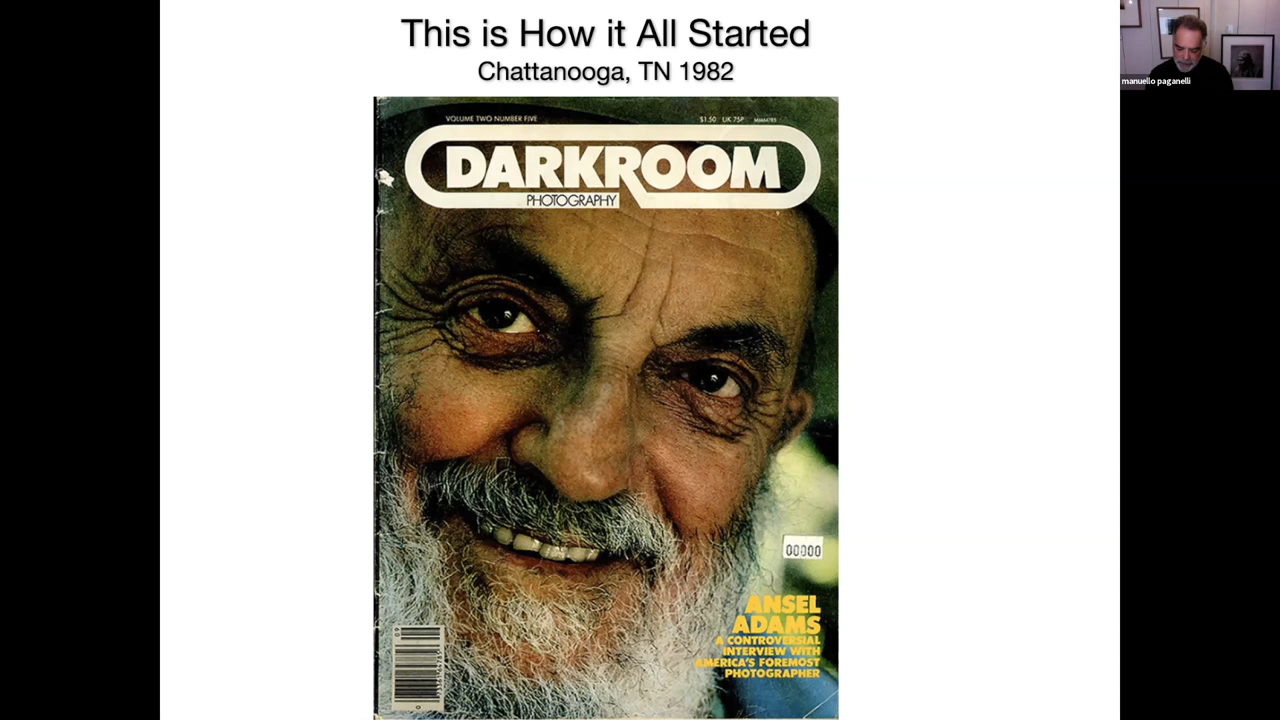 This is How it All Started
Chattanooga, TN 1982
manuello paganelli
VOLUME TWO NUMBER FIVE
$1.50 UK 75P
DARKROOM
PHOTOGRAPHY
00000
ANSEL
ADAMS
A CONTROVERSIAL
INTERVIEW WITH
AMERICA'S FOREMOST
PHOTOGRAPHER